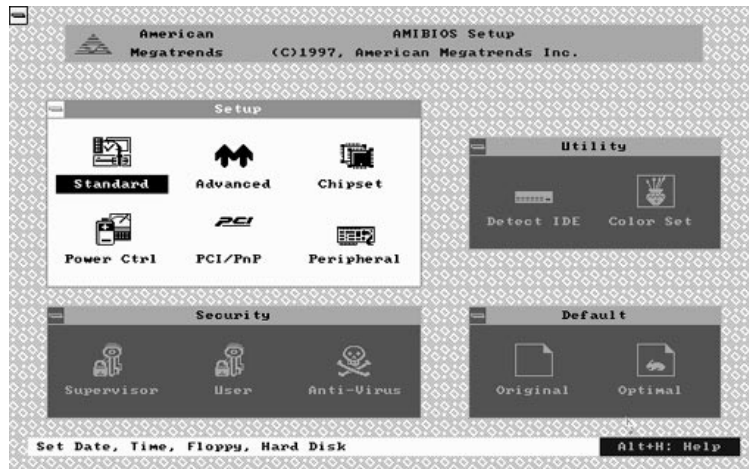 American
Megatrends
AMIBIOS Setup
(C)1997, American Megatrends Inc.
Setup
Standard Advanced Chipset
PCI
Power Ctrl PCI/PnP Peripheral
Utility
Detect IDE Color Set
Security
Supervisor User Anti-Virus
Default
Original Optimal
Set Date, Time, Floppy, Hard Disk
Alt+H: Help